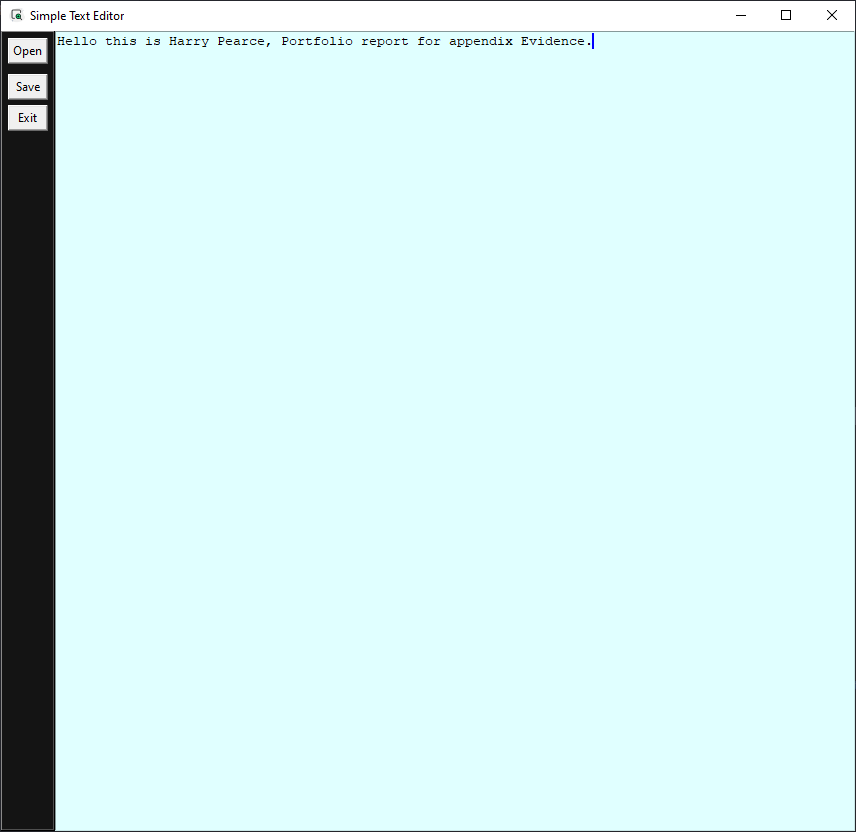 Simple Text Editor
Open
Hello this is Harry Pearce, Portfolio report for appendix Evidence.
Save
Exit